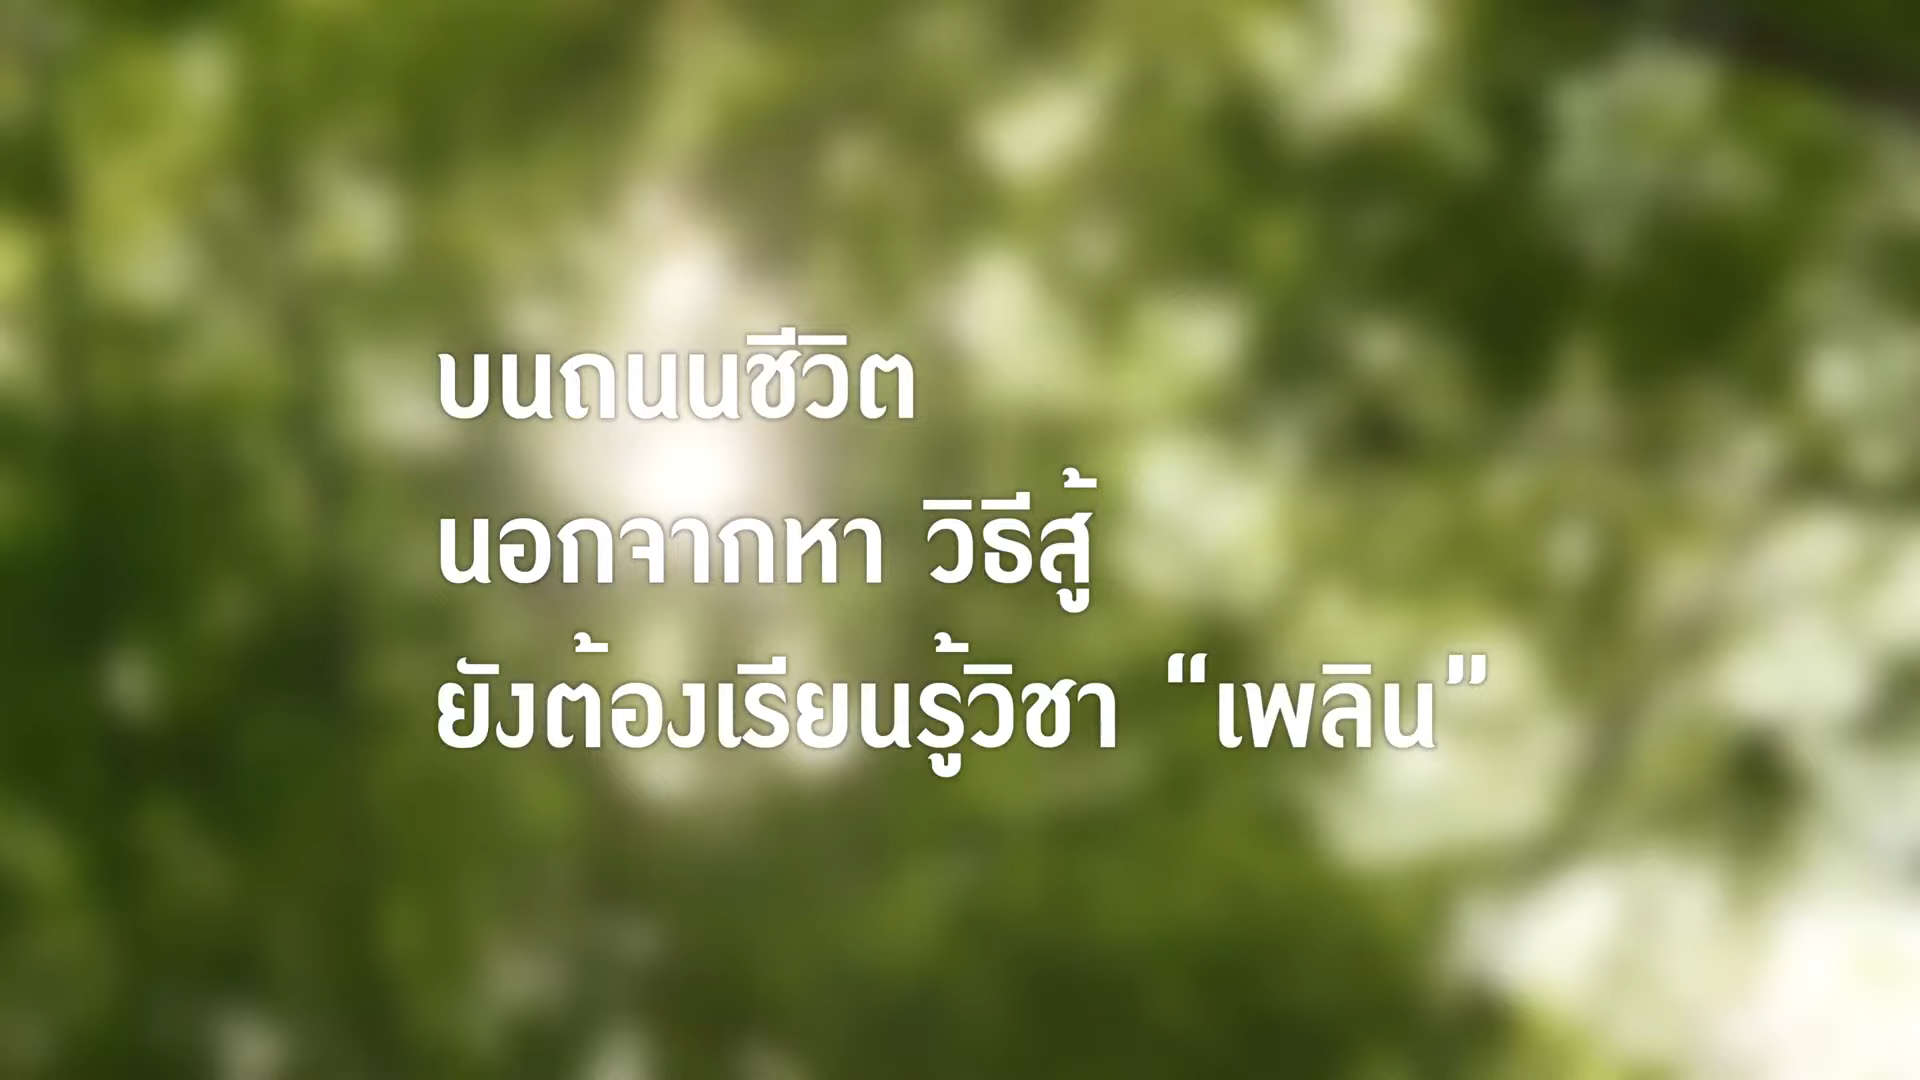 บนถนนชีวิต
นอกจากหา วิธีสู้
ยังต้องเรียนรู้วิชา “เพลิน”